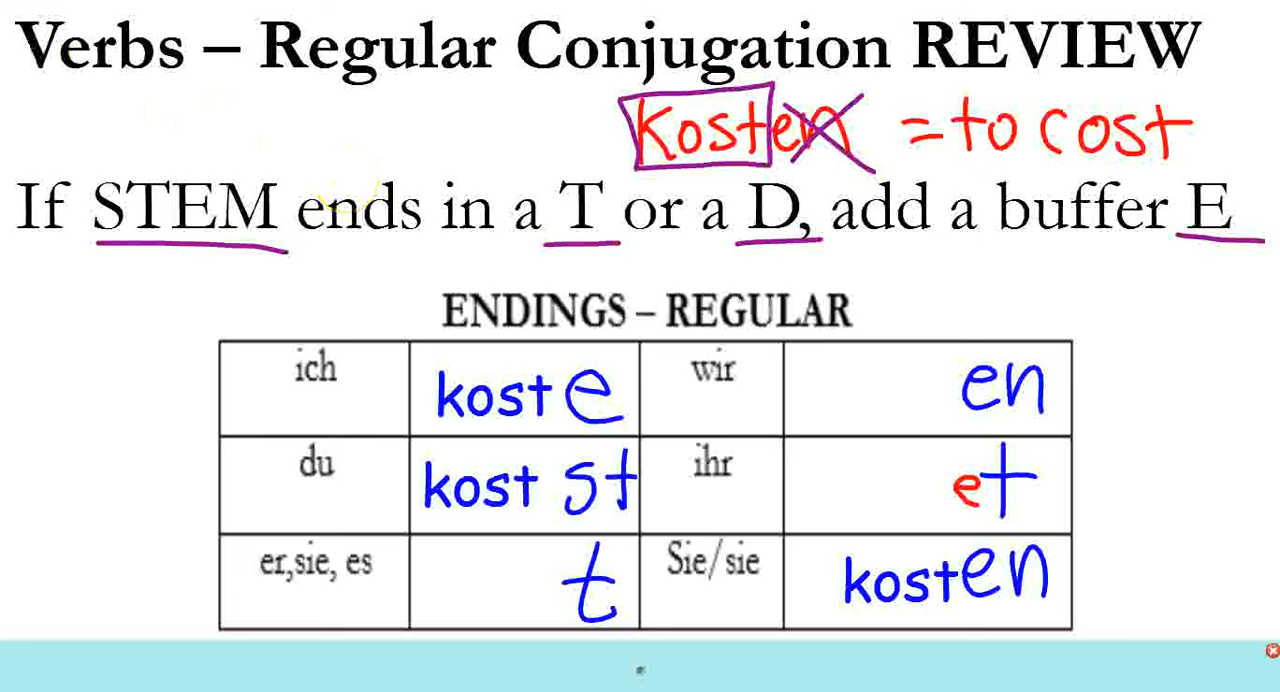 Verbs – Regular Conjugation REVIEW
kosten = to cost
If STEM ends in a T or a D, add a buffer E
ENDINGS – REGULAR
ich kost e wir en
du kost st ihr et
er,sie, es t Sie/sie kosten